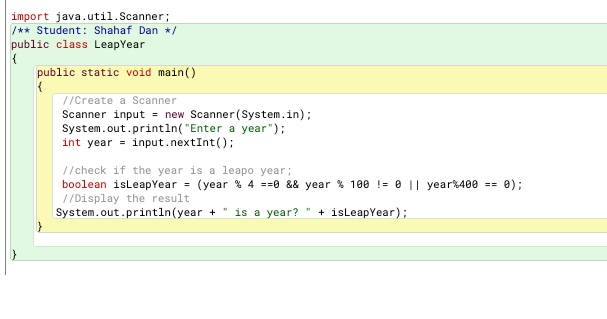 import java.util.Scanner;
/** Student: Shahaf Dan */
public class LeapYear
{
public static void main()
{
//Create a Scanner
Scanner input = new Scanner(System.in);
System.out.println("Enter a year");
int year = input.nextInt();
//check if the year is a leapo year;
boolean isLeapYear = (year % 4 ==0 && year % 100 != 0 || year%400 == 0);
//Display the result
System.out.println(year + " is a year? " + isLeapYear);
}
}